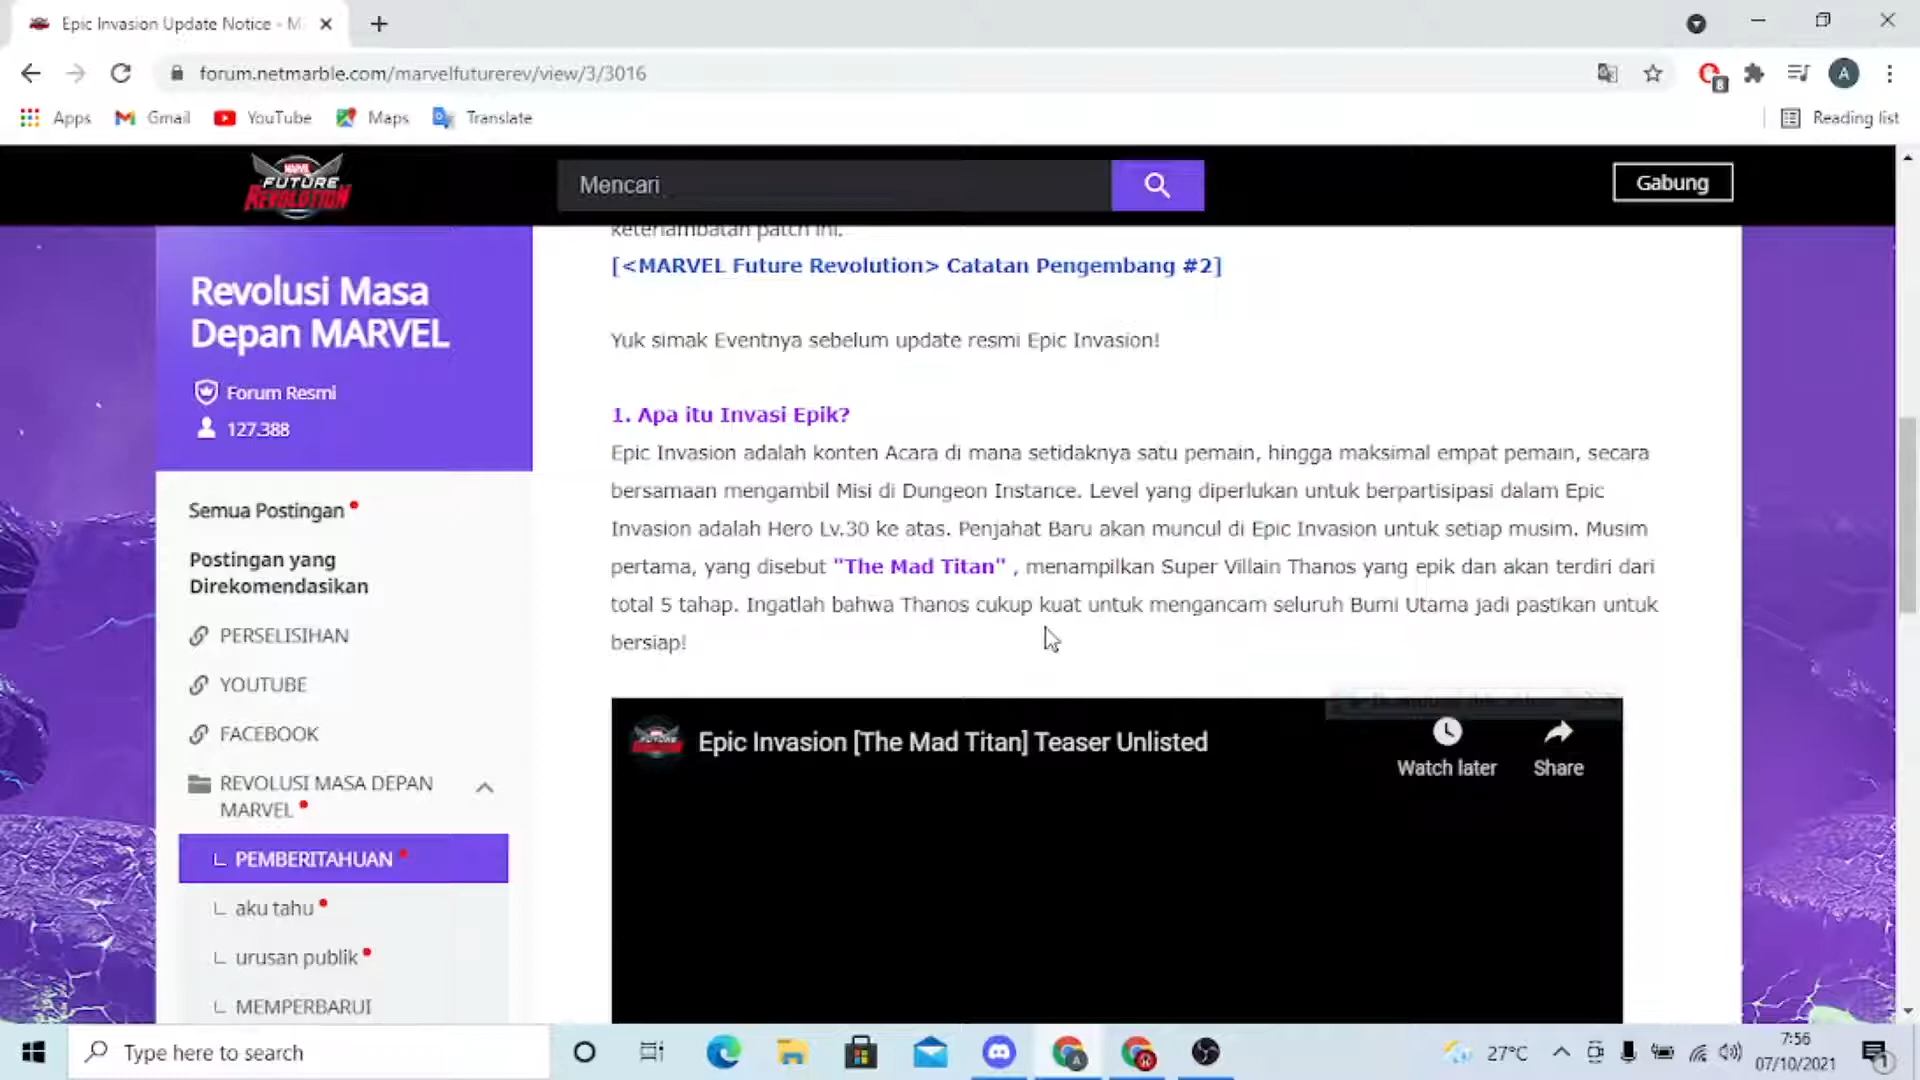 Epic Invasion Update Notice - M
forum.netmarble.com/marvelfuturerev/view/3/3016
A
Apps
Gmail
YouTube
Maps
Translate
Reading list
MARVEL
FUTURE
REVOLUTION
Mencari
Gabung
Revolusi Masa
Depan MARVEL
Forum Resmi
127.388
Semua Postingan
Postingan yang
Direkomendasikan
PERSELISIHAN
YOUTUBE
FACEBOOK
REVOLUSI MASA DEPAN
MARVEL
PEMBERITAHUAN
aku tahu
urusan publik
MEMPERBARUI
keterlambatan patch ini.
[<MARVEL Future Revolution> Catatan Pengembang #2]
Yuk simak Eventnya sebelum update resmi Epic Invasion!
1. Apa itu Invasi Epik?
Epic Invasion adalah konten Acara di mana setidaknya satu pemain, hingga maksimal empat pemain, secara
bersamaan mengambil Misi di Dungeon Instance. Level yang diperlukan untuk berpartisipasi dalam Epic
Invasion adalah Hero Lv.30 ke atas. Penjahat Baru akan muncul di Epic Invasion untuk setiap musim. Musim
pertama, yang disebut "The Mad Titan" , menampilkan Super Villain Thanos yang epik dan akan terdiri dari
total 5 tahap. Ingatlah bahwa Thanos cukup kuat untuk mengancam seluruh Bumi Utama jadi pastikan untuk
bersiap!
Epic Invasion [The Mad Titan] Teaser Unlisted
Watch later
Share
Type here to search
27°C
7:56
07/10/2021
1